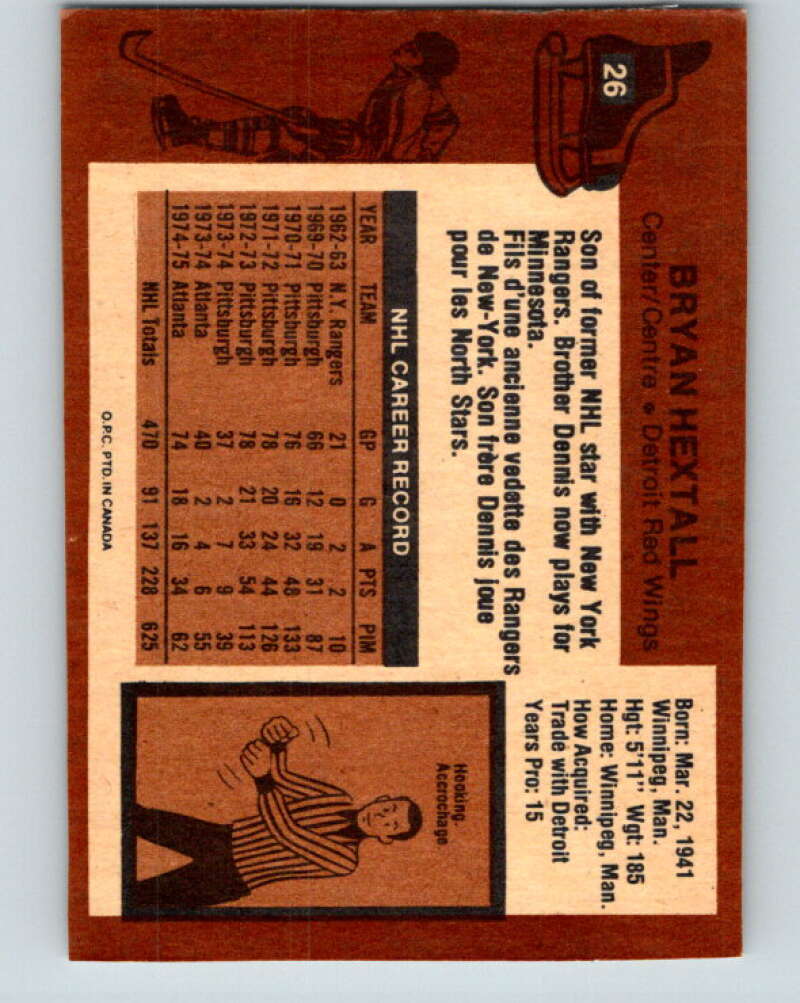 26
BRYAN HEXTALL
Center/Centre • Detroit Red Wings
Born: Mar. 22, 1941
Winnipeg, Man.
Hgt: 5'11" Wgt: 185
Home: Winnipeg, Man.
How Acquired:
Trade with Detroit
Years Pro: 15
Son of former NHL star with New York
Rangers. Brother Dennis now plays for
Minnesota.
Fils d'une ancienne vedette des Rangers
de New-York. Son frère Dennis joue
pour les North Stars.
NHL CAREER RECORD
YEAR TEAM GP G A PTS PIM
1962-63 N.Y. Rangers 21 0 2 2 10
1969-70 Pittsburgh 66 12 19 31 87
1970-71 Pittsburgh 76 16 32 48 133
1971-72 Pittsburgh 78 20 24 44 126
1972-73 Pittsburgh 78 21 33 54 113
1973-74 Pittsburgh 37 2 7 9 39
1973-74 Atlanta 40 2 4 6 55
1974-75 Atlanta 74 18 16 34 62
NHL Totals 470 91 137 228 625
Hooking.
Accrochage
O.P.C. PTD. IN CANADA